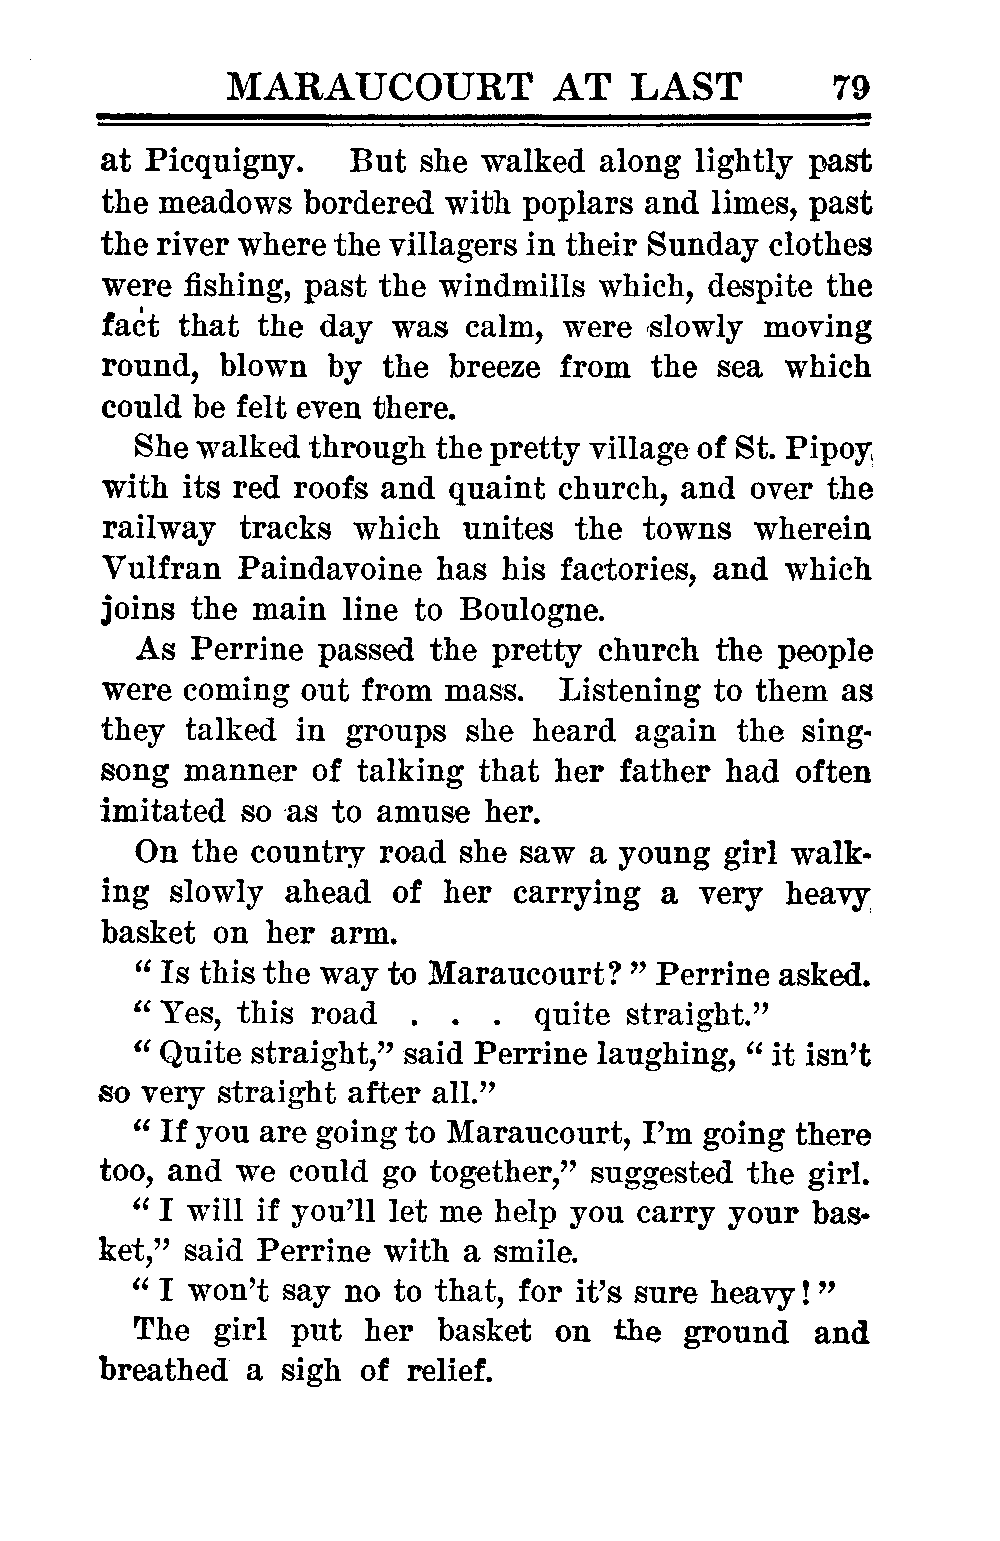 MARAUCOURT AT LAST 79
at Picquigny. But she walked along lightly past
the meadows bordered with poplars and limes, past
the river where the villagers in their Sunday clothes
were fishing, past the windmills which, despite the
fact that the day was calm, were slowly moving
round, blown by the breeze from the sea which
could be felt even there.
She walked through the pretty village of St. Pipoy,
with its red roofs and quaint church, and over the
railway tracks which unites the towns wherein
Vulfran Paindavoine has his factories, and which
joins the main line to Boulogne.
As Perrine passed the pretty church the people
were coming out from mass. Listening to them as
they talked in groups she heard again the sing-
song manner of talking that her father had often
imitated so as to amuse her.
On the country road she saw a young girl walk-
ing slowly ahead of her carrying a very heavy
basket on her arm.
“ Is this the way to Maraucourt? ” Perrine asked.
“ Yes, this road . . . quite straight.”
“ Quite straight,” said Perrine laughing, “ it isn’t
so very straight after all.”
“ If you are going to Maraucourt, I’m going there
too, and we could go together,” suggested the girl.
“ I will if you’ll let me help you carry your bas-
ket,” said Perrine with a smile.
“ I won’t say no to that, for it’s sure heavy! ”
The girl put her basket on the ground and
breathed a sigh of relief.